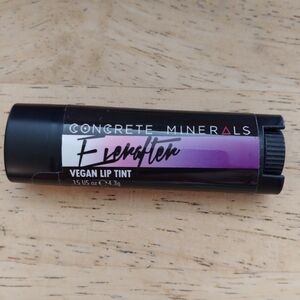 CONCRETE MINERALS
Everafter
VEGAN LIP TINT
.15 US oz ℮ 4.3g